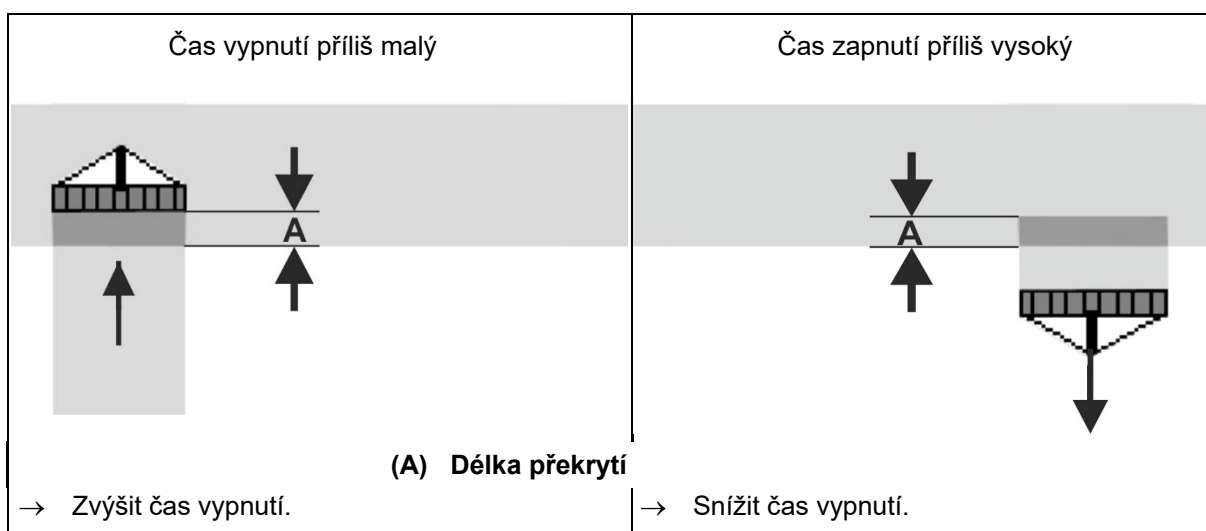 Čas vypnutí příliš malý
Čas zapnutí příliš vysoký
A
A
(A) Délka překrytí
→ Zvýšit čas vypnutí.
→ Snížit čas vypnutí.